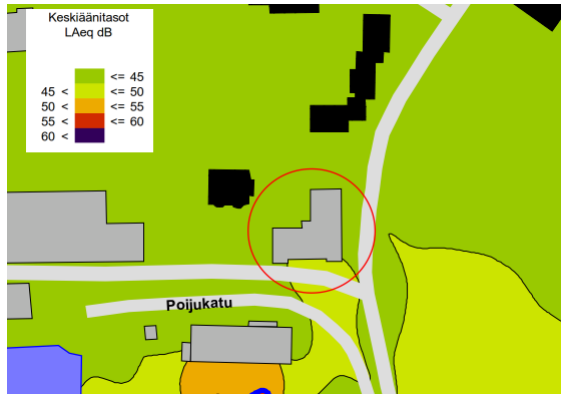 Keskiäänitasot
LAeq dB
<= 45
45 < <= 50
50 < <= 55
55 < <= 60
60 <
Poijukatu